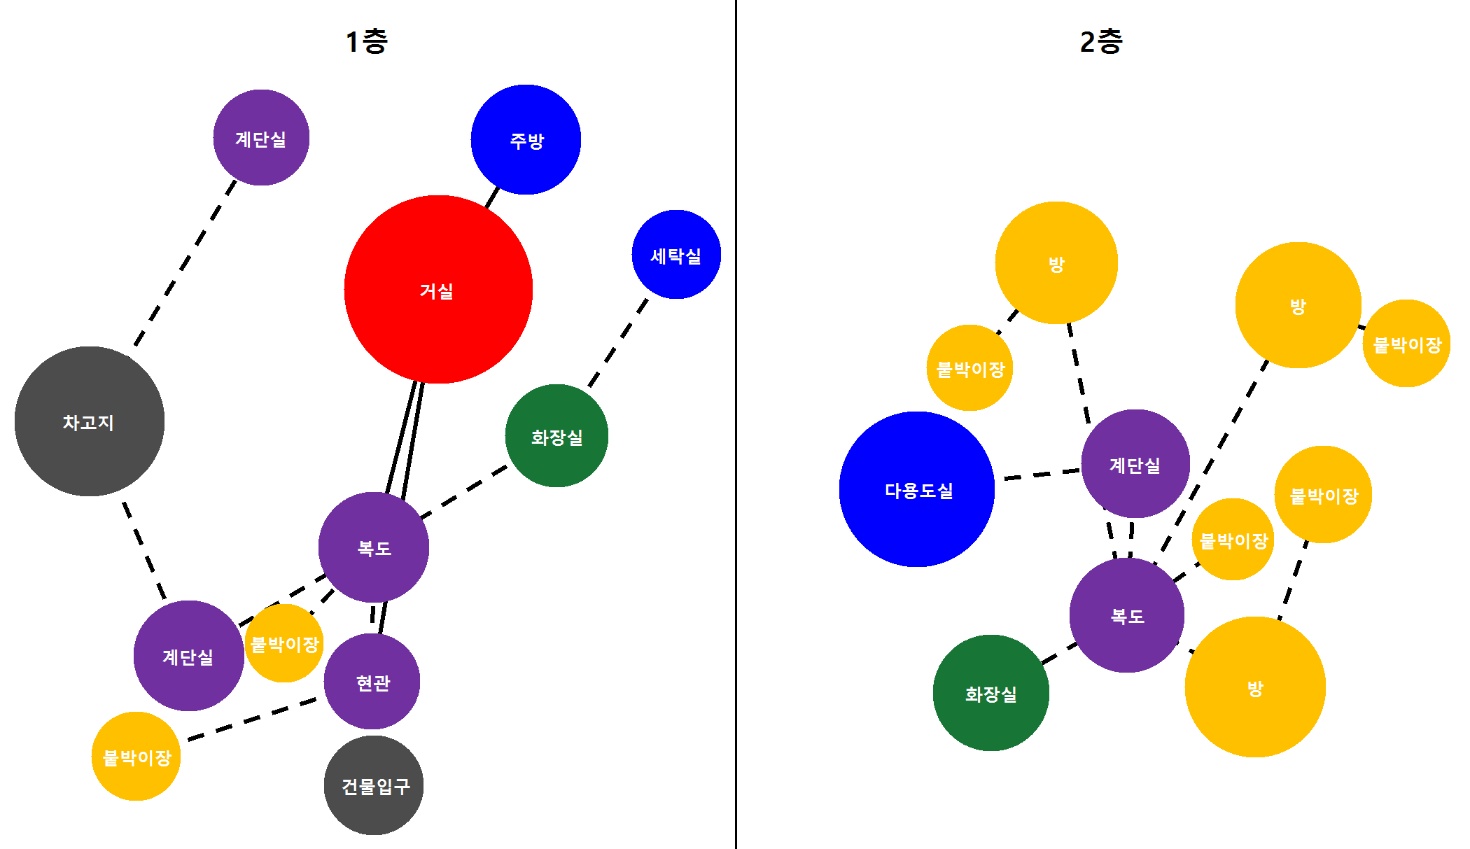 1층
계단실
주방
세탁실
거실
차고지
화장실
복도
붙박이장
계단실
현관
붙박이장
건물입구
2층
방
방
붙박이장
붙박이장
계단실
다용도실
붙박이장
붙박이장
복도
방
화장실